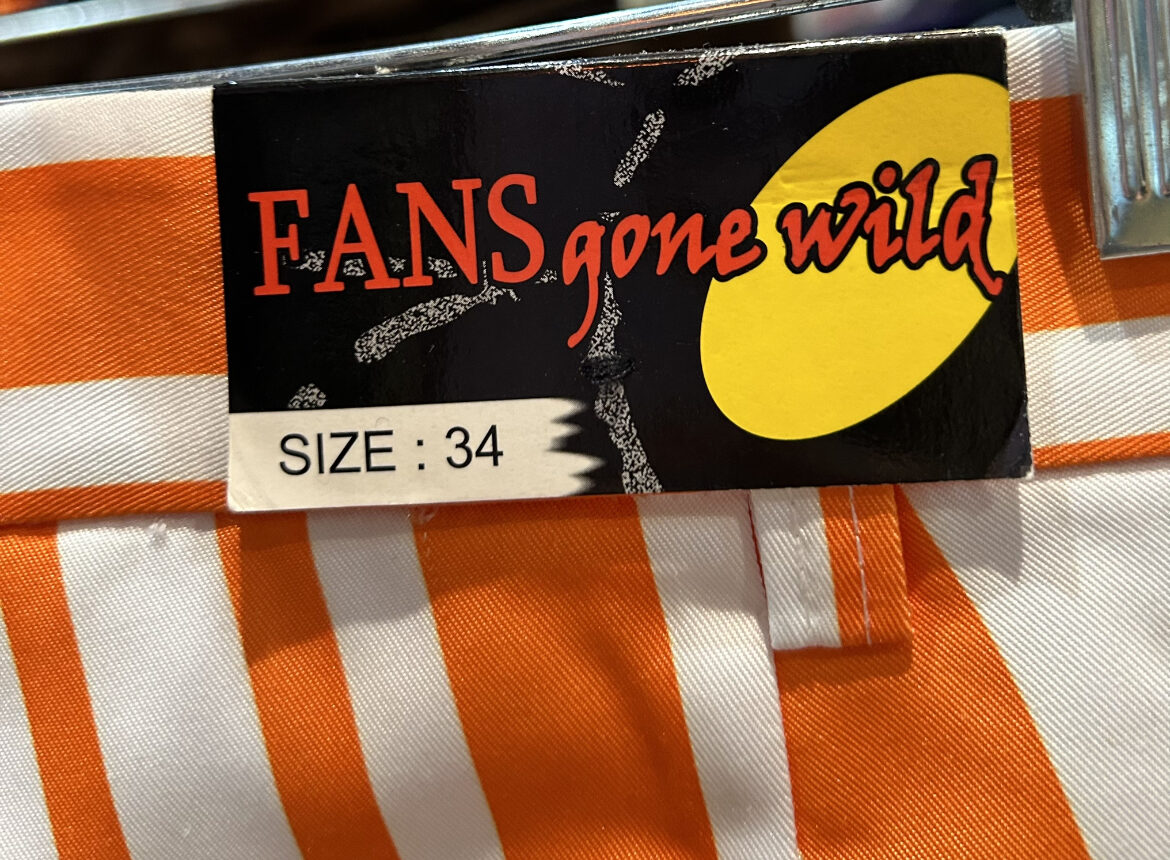 FANS gone wild
SIZE : 34